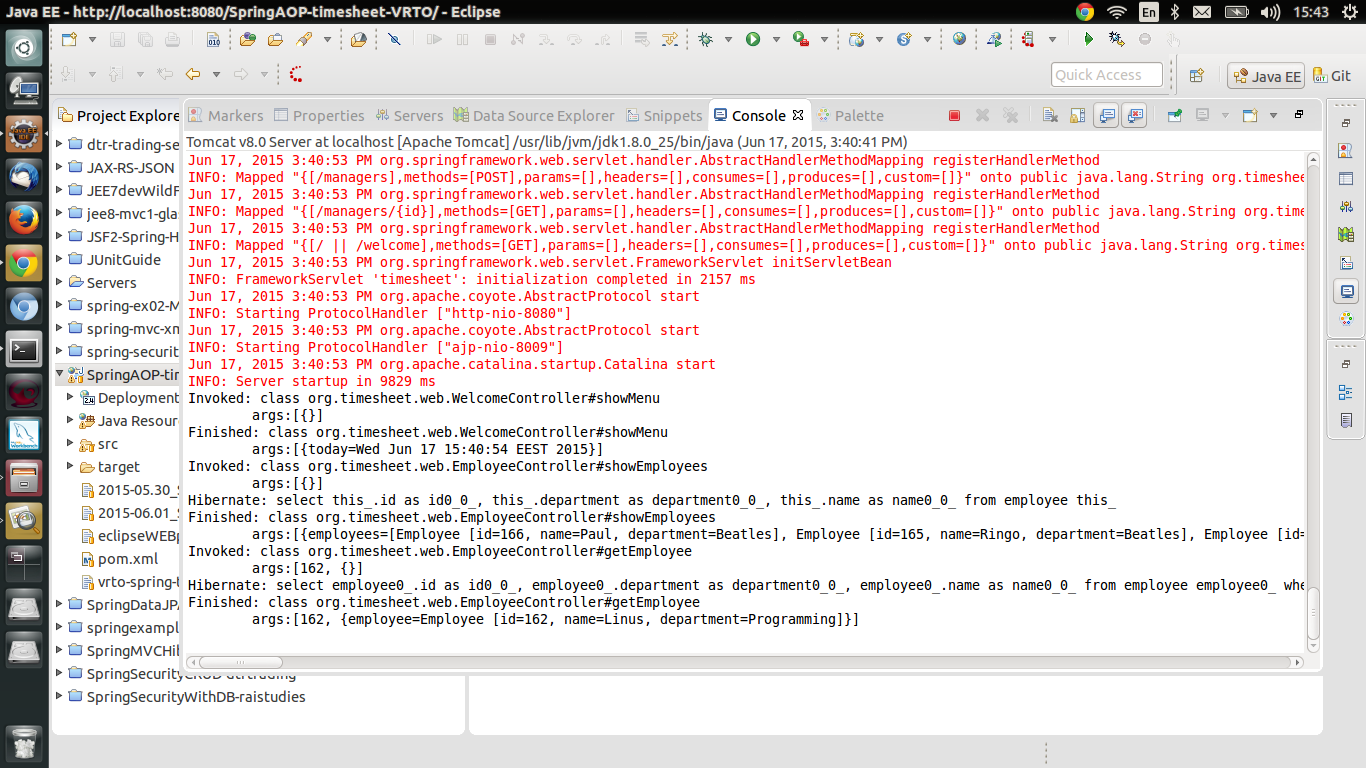 Java EE - http://localhost:8080/SpringAOP-timesheet-VRTO/ - Eclipse
En
15:43
Quick Access
Java EE
Git
Project Explore
Markers
Properties
Servers
Data Source Explorer
Snippets
Console
Palette
Tomcat v8.0 Server at localhost [Apache Tomcat] /usr/lib/jvm/jdk1.8.0_25/bin/java (Jun 17, 2015, 3:40:41 PM)
dtr-trading-se
JAX-RS-JSON
JEE7devWildF
jee8-mvc1-gla
JSF2-Spring-H
JUnitGuide
Servers
spring-ex02-M
spring-mvc-xm
spring-securit
SpringAOP-tim
Deployment
Java Resour
src
target
2015-05.30_S
2015-06.01_S
eclipseWEBp
pom.xml
vrto-spring-t
SpringDataJPA
springexampl
SpringMVCHib
SpringSecurityCRUD-dtrtrading
SpringSecurityWithDB-raistudies
Jun 17, 2015 3:40:53 PM org.springframework.web.servlet.handler.AbstractHandlerMethodMapping registerHandlerMethod
INFO: Mapped "{[/managers],methods=[POST],params=[],headers=[],consumes=[],produces=[],custom=[]}" onto public java.lang.String org.timeshee
Jun 17, 2015 3:40:53 PM org.springframework.web.servlet.handler.AbstractHandlerMethodMapping registerHandlerMethod
INFO: Mapped "{[/managers/{id}],methods=[GET],params=[],headers=[],consumes=[],produces=[],custom=[]}" onto public java.lang.String org.time
Jun 17, 2015 3:40:53 PM org.springframework.web.servlet.handler.AbstractHandlerMethodMapping registerHandlerMethod
INFO: Mapped "{[/ || /welcome],methods=[GET],params=[],headers=[],consumes=[],produces=[],custom=[]}" onto public java.lang.String org.times
Jun 17, 2015 3:40:53 PM org.springframework.web.servlet.FrameworkServlet initServletBean
INFO: FrameworkServlet 'timesheet': initialization completed in 2157 ms
Jun 17, 2015 3:40:53 PM org.apache.coyote.AbstractProtocol start
INFO: Starting ProtocolHandler ["http-nio-8080"]
Jun 17, 2015 3:40:53 PM org.apache.coyote.AbstractProtocol start
INFO: Starting ProtocolHandler ["ajp-nio-8009"]
Jun 17, 2015 3:40:53 PM org.apache.catalina.startup.Catalina start
INFO: Server startup in 9829 ms
Invoked: class org.timesheet.web.WelcomeController#showMenu
args:[{}]
Finished: class org.timesheet.web.WelcomeController#showMenu
args:[{today=Wed Jun 17 15:40:54 EEST 2015}]
Invoked: class org.timesheet.web.EmployeeController#showEmployees
args:[{}]
Hibernate: select this_.id as id0_0_, this_.department as department0_0_, this_.name as name0_0_ from employee this_
Finished: class org.timesheet.web.EmployeeController#showEmployees
args:[{employees=[Employee [id=166, name=Paul, department=Beatles], Employee [id=165, name=Ringo, department=Beatles], Employee [id=
Invoked: class org.timesheet.web.EmployeeController#getEmployee
args:[162, {}]
Hibernate: select employee0_.id as id0_0_, employee0_.department as department0_0_, employee0_.name as name0_0_ from employee employee0_ whe
Finished: class org.timesheet.web.EmployeeController#getEmployee
args:[162, {employee=Employee [id=162, name=Linus, department=Programming]}]